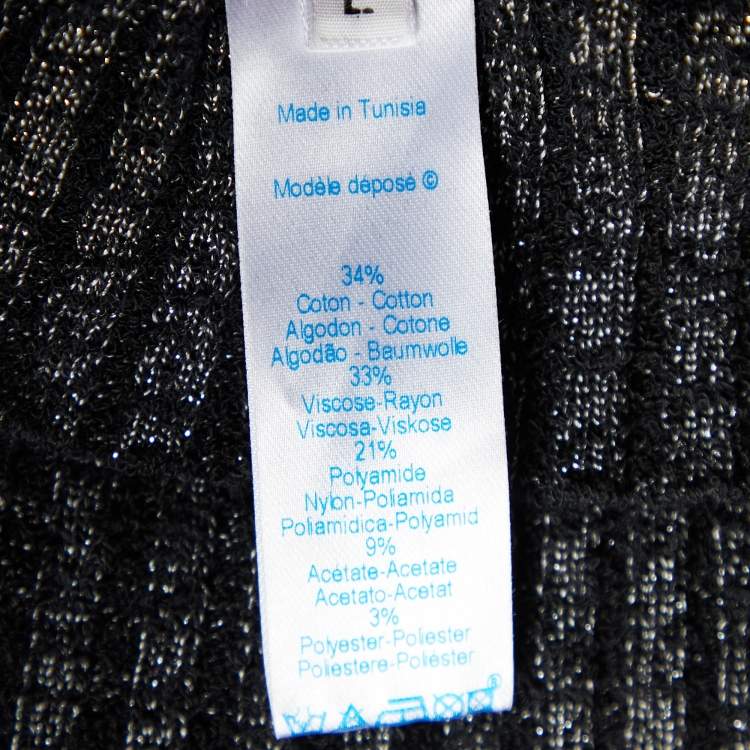 L
Made in Tunisia
Modèle déposé ©
34%
Coton - Cotton
Algodon - Cotone
Algodão - Baumwolle
33%
Viscose-Rayon
Viscosa-Viskose
21%
Polyamide
Nylon-Poliamida
Poliamidica-Polyamid
9%
Acétate-Acetate
Acetato-Acetat
3%
Polyester-Poliester
Poliestere-Poliéster